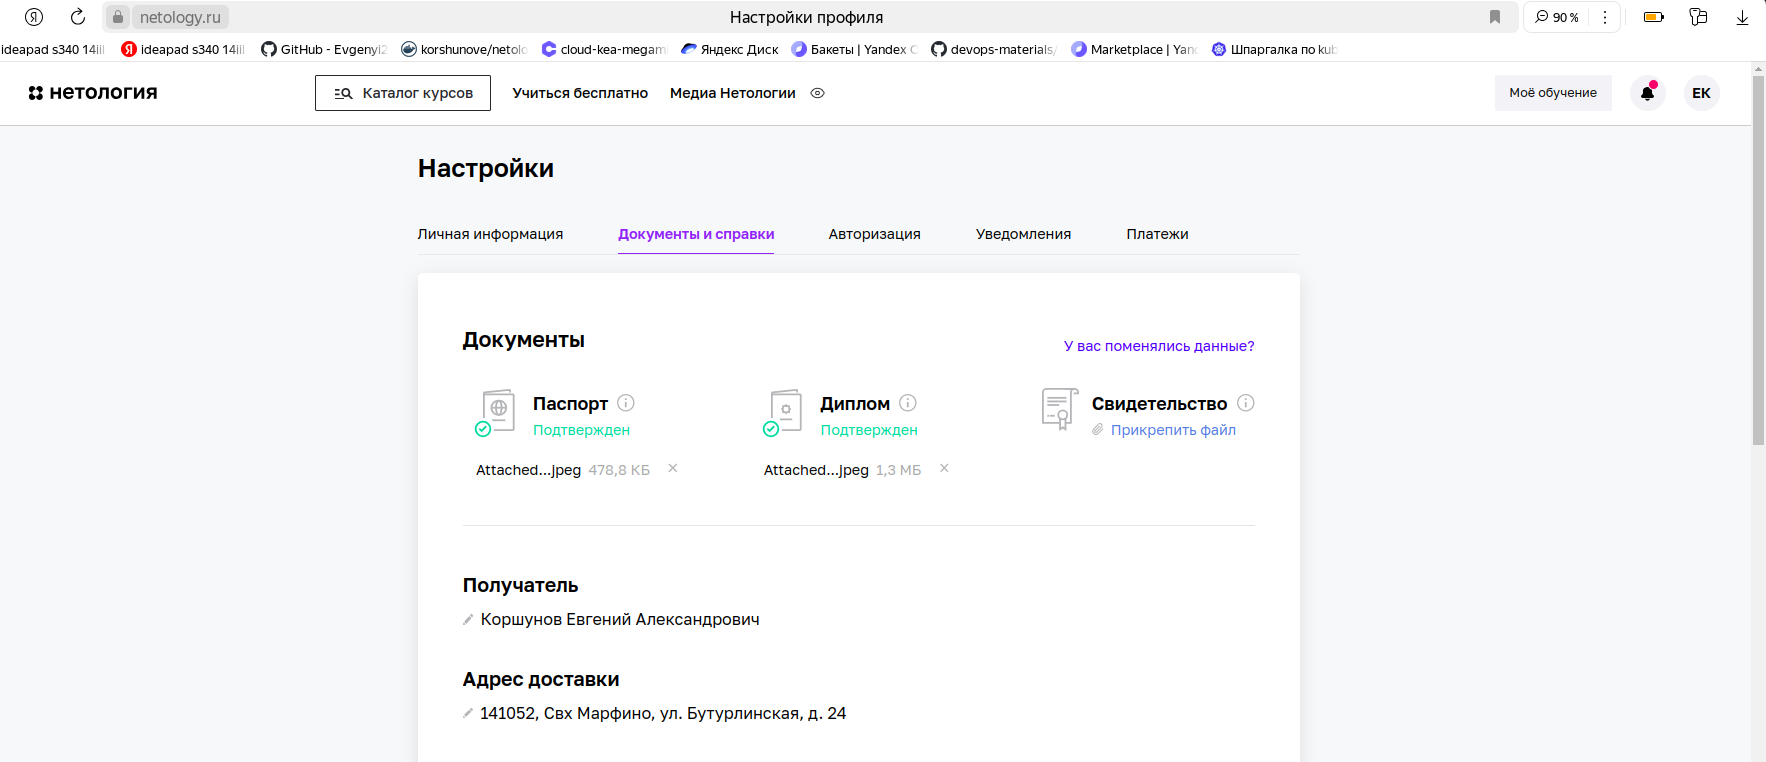 Я netology.ru Настройки профиля 90 %
ideapad s340 14iil Я ideapad s340 14iil GitHub - Evgenyi2 korshunove/netolo cloud-kea-megami Яндекс Диск Бакеты | Yandex C devops-materials/ Marketplace | Yan Шпаргалка по kub
нетология Каталог курсов Учиться бесплатно Медиа Нетологии Моё обучение ЕК
Настройки
Личная информация Документы и справки Авторизация Уведомления Платежи
Документы У вас поменялись данные?
Паспорт Диплом Свидетельство
Подтвержден Подтвержден Прикрепить файл
Attached...jpeg 478,8 КБ Attached...jpeg 1,3 МБ
Получатель
Коршунов Евгений Александрович
Адрес доставки
141052, Свх Марфино, ул. Бутурлинская, д. 24